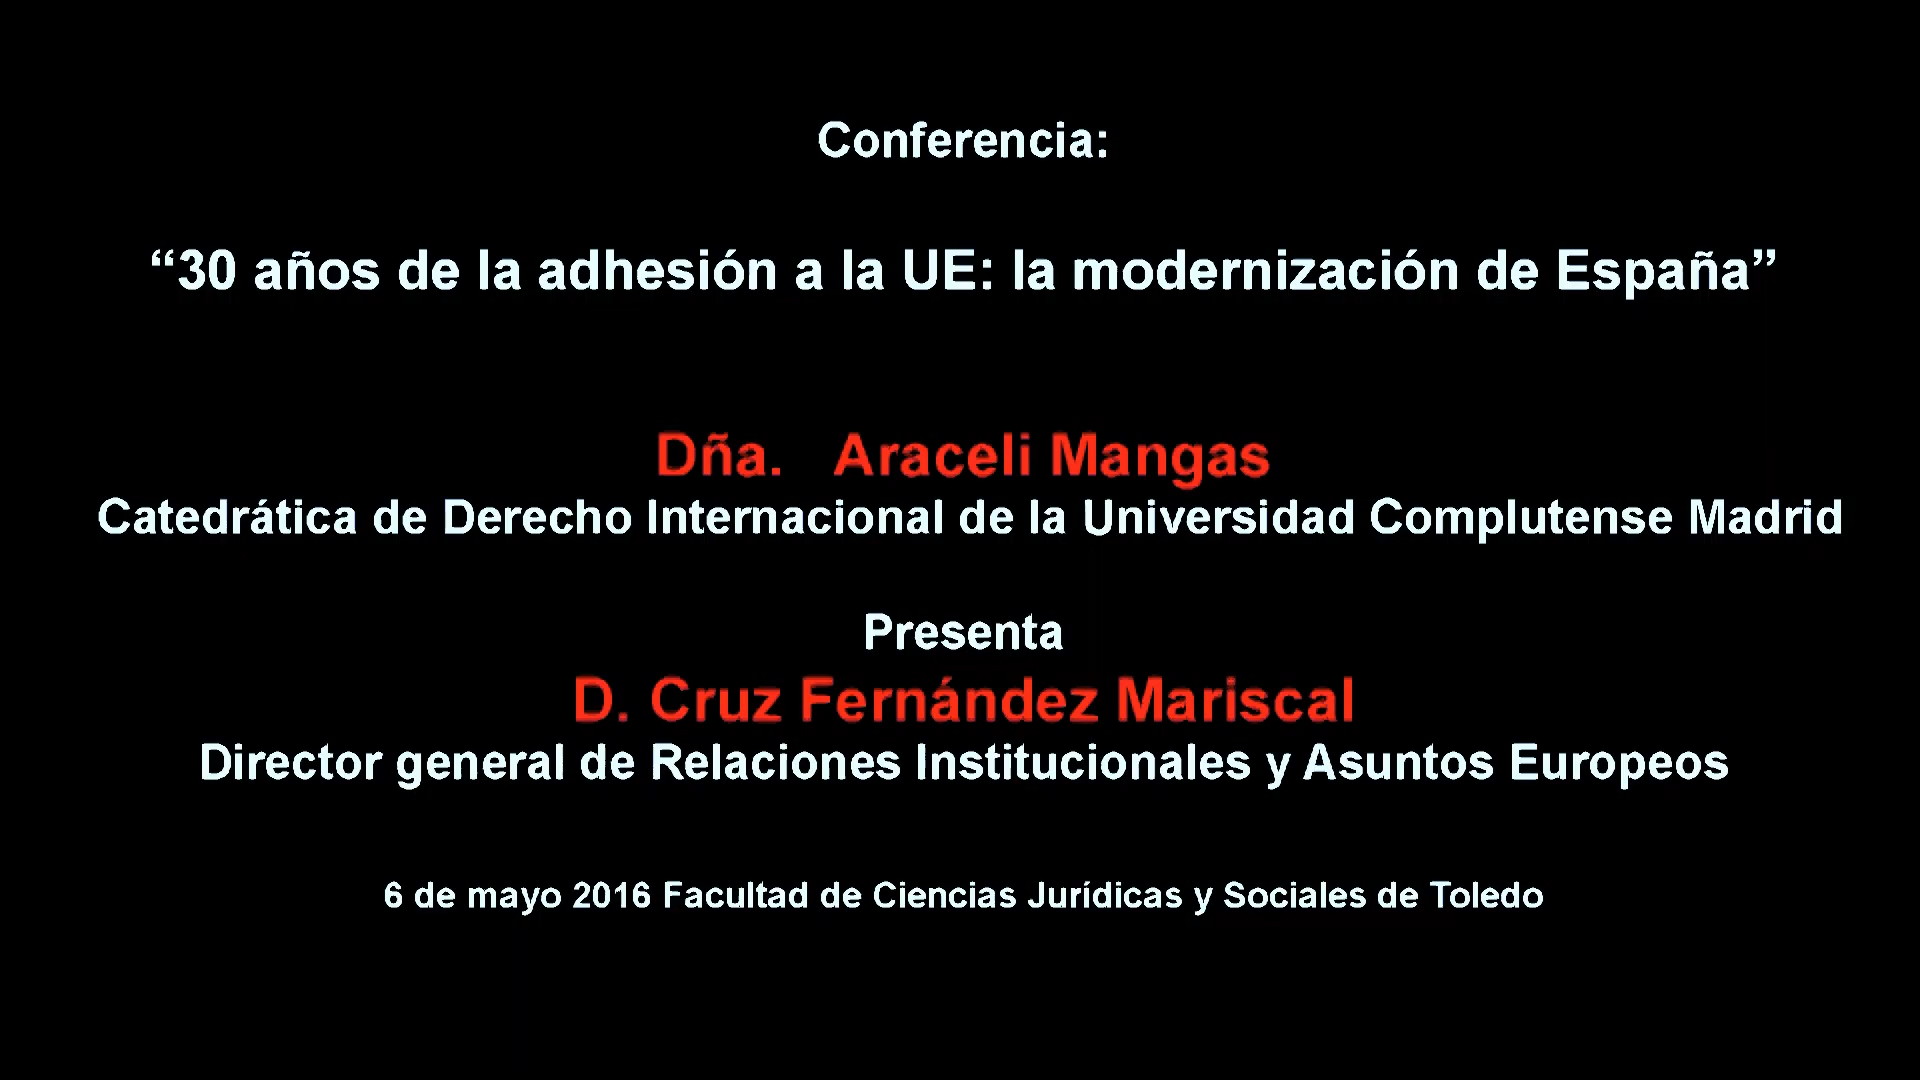 Conferencia:
“30 años de la adhesión a la UE: la modernización de España”
Dña. Araceli Mangas
Catedrática de Derecho Internacional de la Universidad Complutense Madrid
Presenta
D. Cruz Fernández Mariscal
Director general de Relaciones Institucionales y Asuntos Europeos
6 de mayo 2016 Facultad de Ciencias Jurídicas y Sociales de Toledo